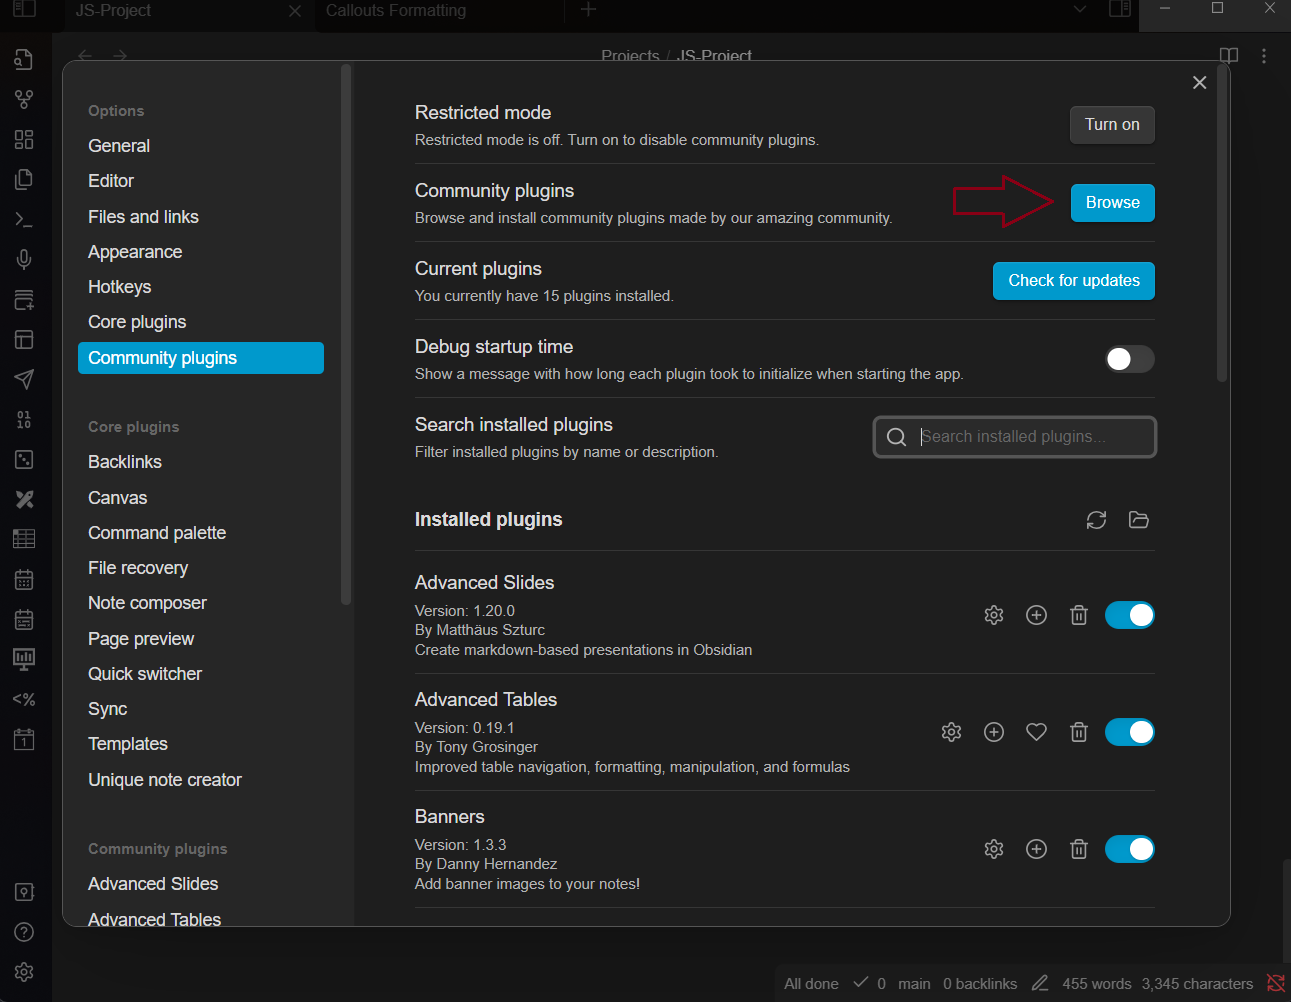 JS-Project
Callouts Formatting
Projects / JS-Project
Options
General
Editor
Files and links
Appearance
Hotkeys
Core plugins
Community plugins
Core plugins
Backlinks
Canvas
Command palette
File recovery
Note composer
Page preview
Quick switcher
Sync
Templates
Unique note creator
Community plugins
Advanced Slides
Advanced Tables
Restricted mode
Restricted mode is off. Turn on to disable community plugins.
Turn on
Community plugins
Browse and install community plugins made by our amazing community.
Browse
Current plugins
You currently have 15 plugins installed.
Check for updates
Debug startup time
Show a message with how long each plugin took to initialize when starting the app.
Search installed plugins
Filter installed plugins by name or description.
Search installed plugins...
Installed plugins
Advanced Slides
Version: 1.20.0
By Matthäus Szturc
Create markdown-based presentations in Obsidian
Advanced Tables
Version: 0.19.1
By Tony Grosinger
Improved table navigation, formatting, manipulation, and formulas
Banners
Version: 1.3.3
By Danny Hernandez
Add banner images to your notes!
All done 0 main 0 backlinks 455 words 3,345 characters